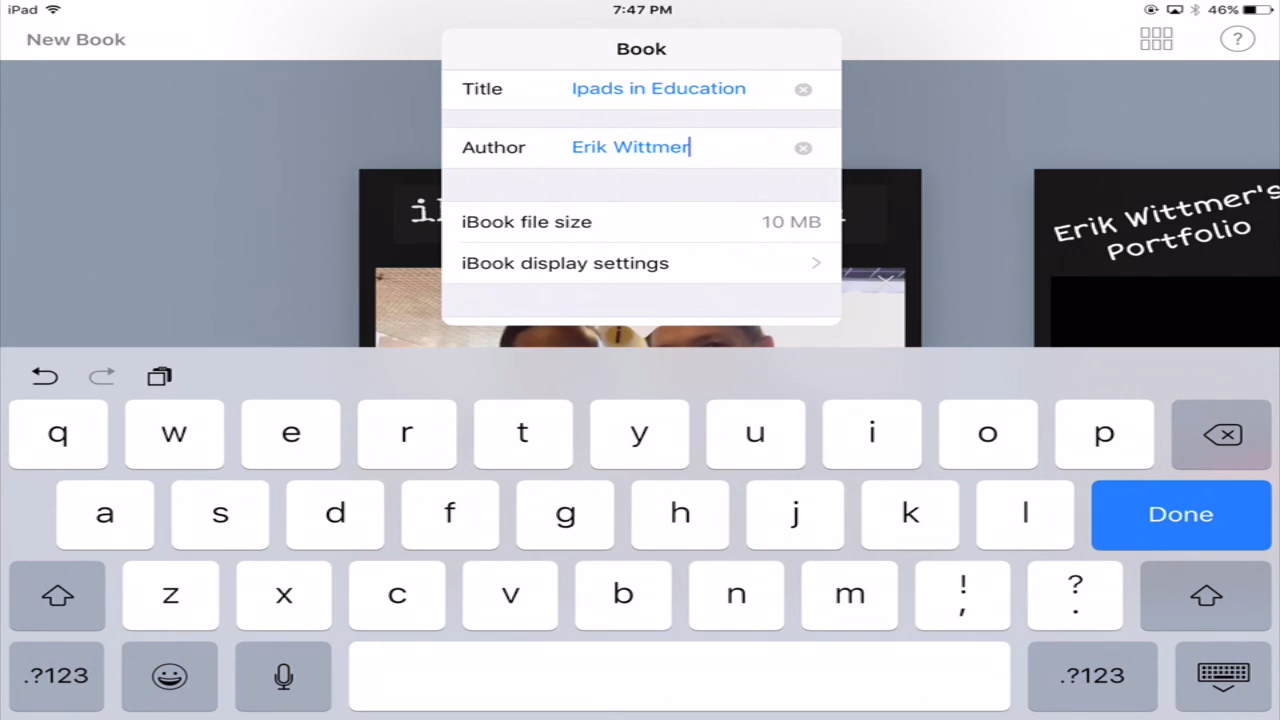 iPad 7:47 PM 46%
New Book ?
Book
Title Ipads in Education
Author Erik Wittmer
iBook file size 10 MB
iBook display settings
Erik Wittmer's
Portfolio
q w e r t y u i o p
a s d f g h j k l Done
z x c v b n m ! , ? .
.?123 .?123